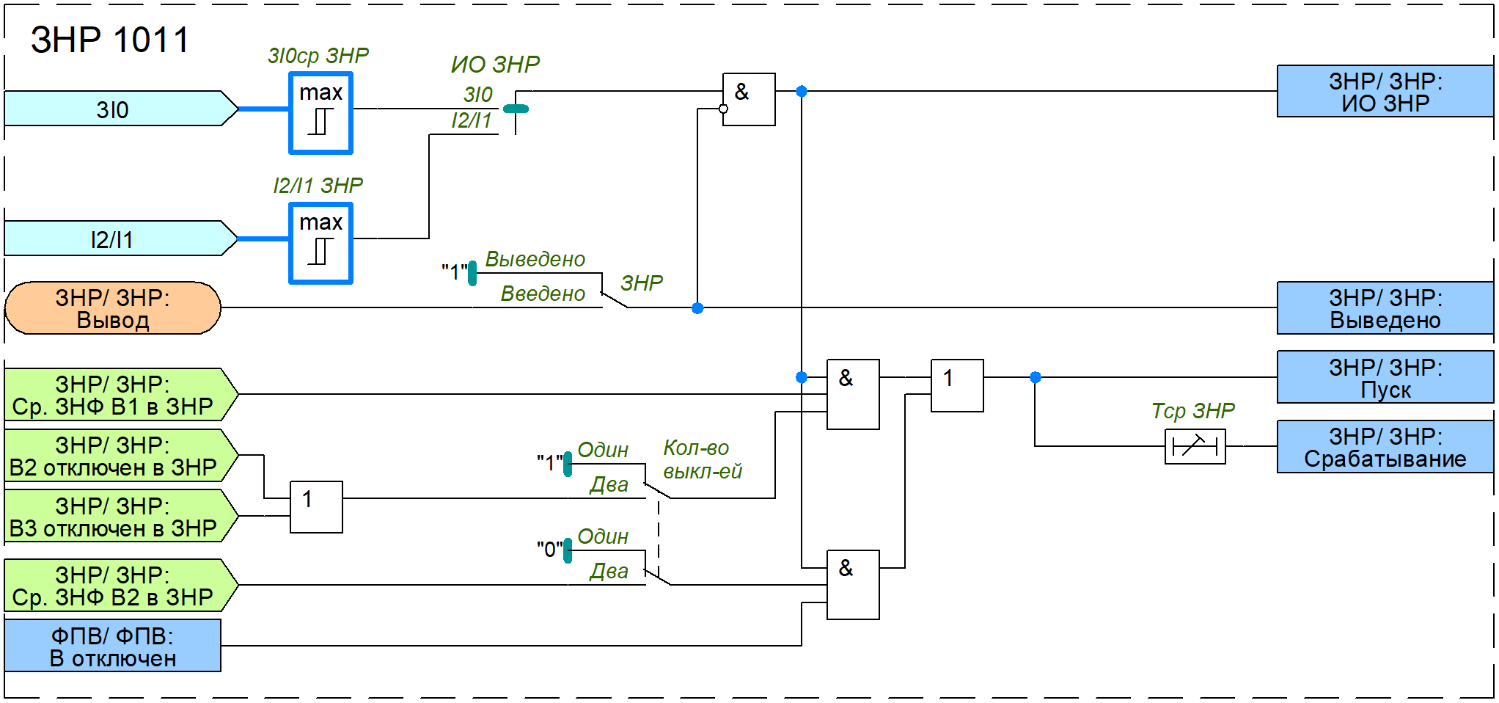 ЗНР 1011
3I0ср ЗНР
ИО ЗНР
max
&
ЗНР/ ЗНР:
ИО ЗНР
3I0
3I0
I2/I1
I2/I1 ЗНР
max
I2/I1
"1"
Выведено
Введено
ЗНР
ЗНР/ ЗНР:
Вывод
ЗНР/ ЗНР:
Выведено
ЗНР/ ЗНР:
Ср. ЗНФ В1 в ЗНР
&
1
ЗНР/ ЗНР:
Пуск
Тср ЗНР
ЗНР/ ЗНР:
Срабатывание
ЗНР/ ЗНР:
В2 отключен в ЗНР
"1"
Один
Два
Кол-во
выкл-ей
ЗНР/ ЗНР:
В3 отключен в ЗНР
1
"0"
Один
Два
&
ЗНР/ ЗНР:
Ср. ЗНФ В2 в ЗНР
ФПВ/ ФПВ:
В отключен